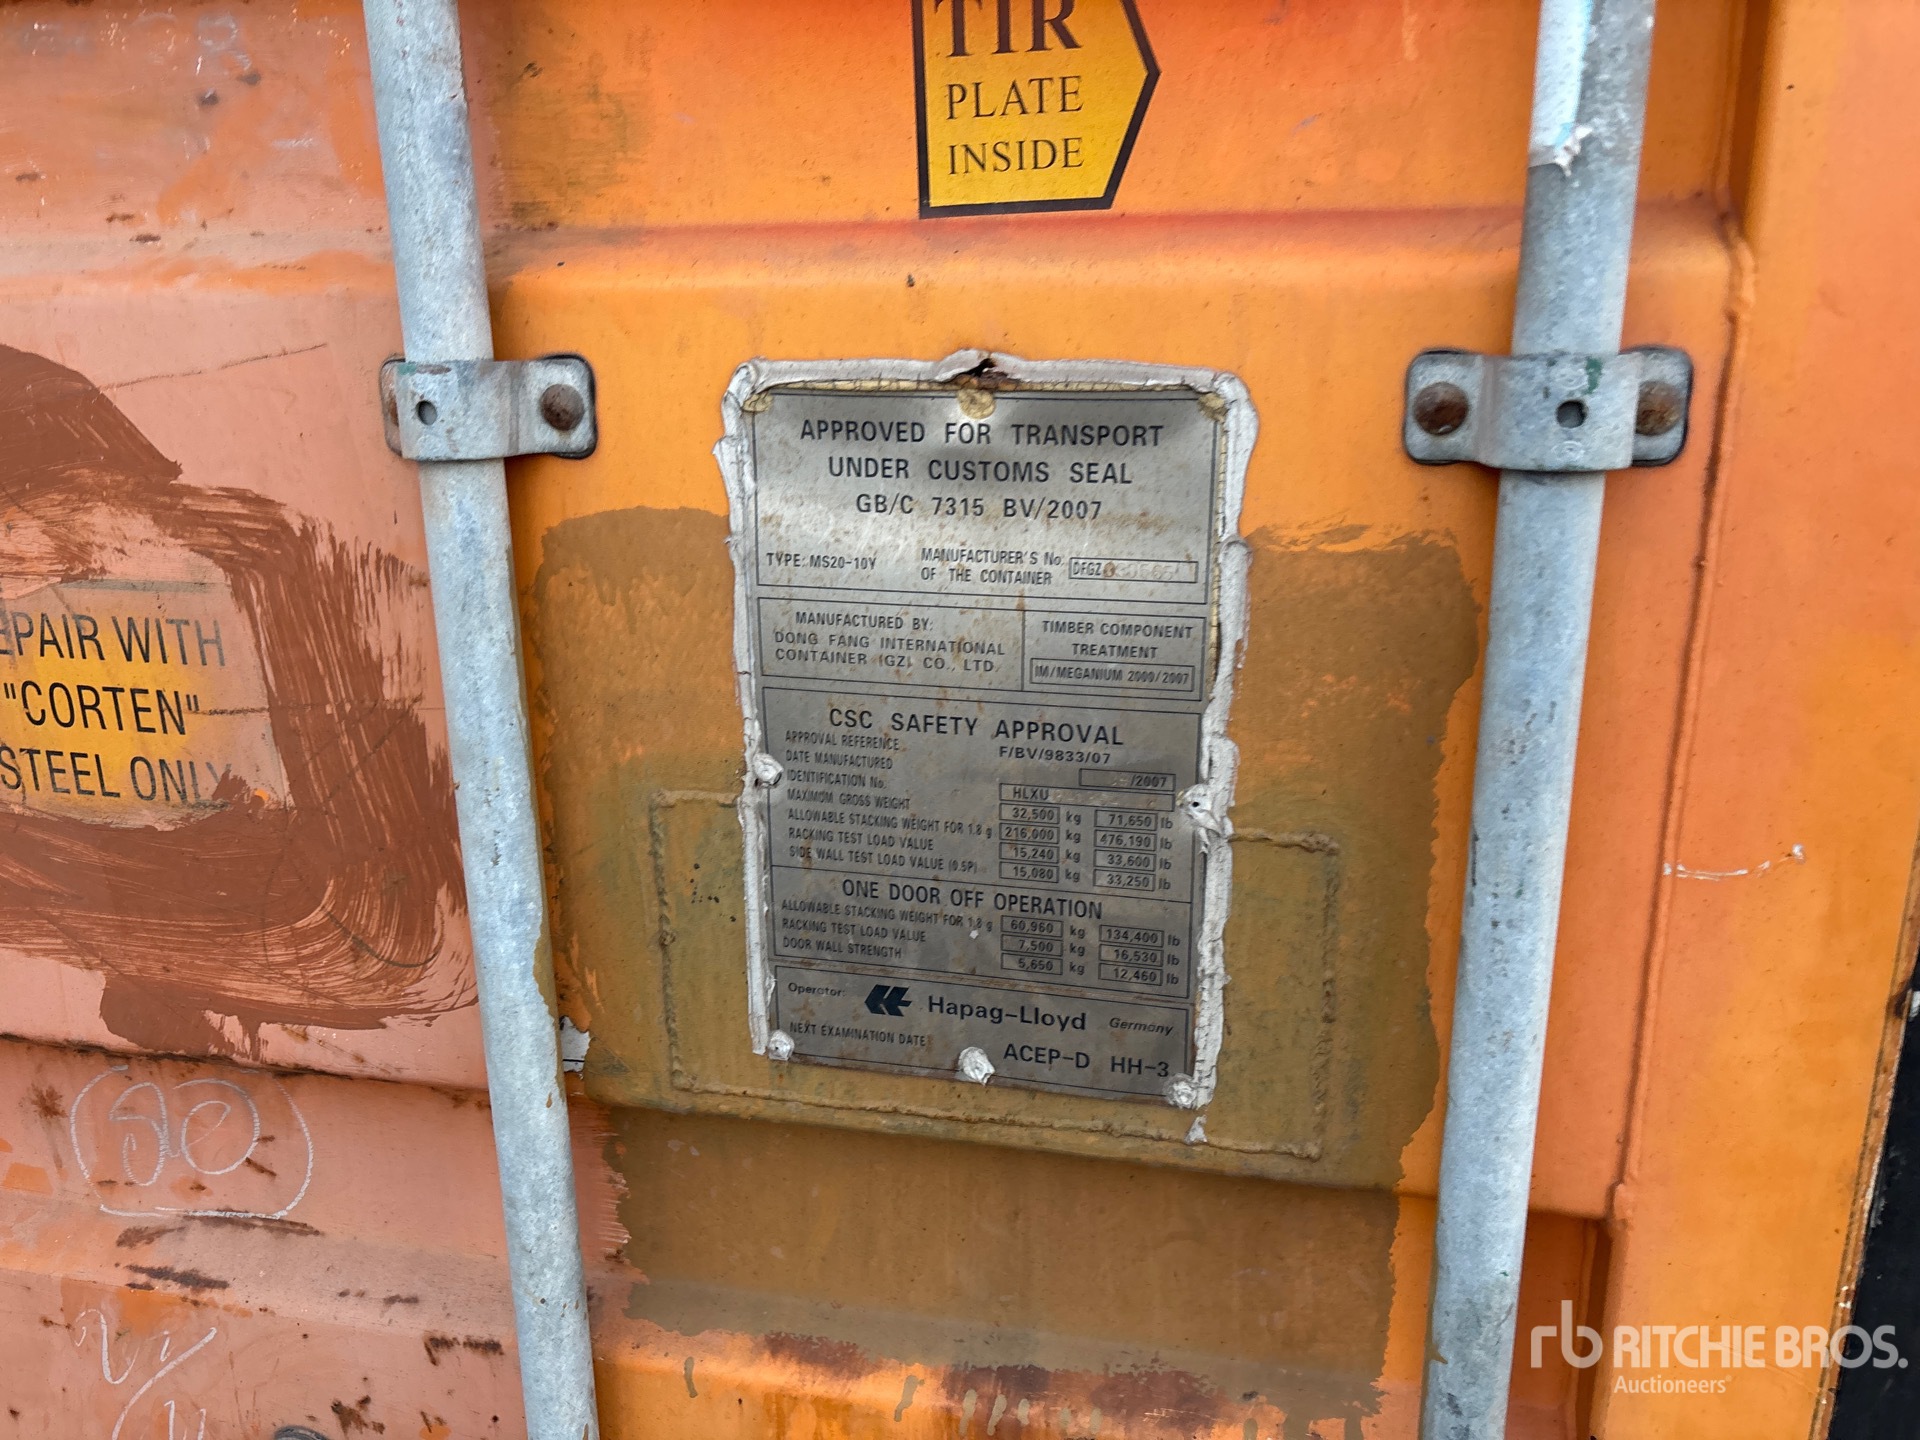 TIR
PLATE
INSIDE
APPROVED FOR TRANSPORT
UNDER CUSTOMS SEAL
GB/C 7315 BV/2007
TYPE: MS20-10Y
MANUFACTURER'S No.
OF THE CONTAINER
DFGZ
MANUFACTURED BY:
DONG FANG INTERNATIONAL
CONTAINER (GZ) CO., LTD.
TIMBER COMPONENT
TREATMENT
IM/MEGANIUM 2000/2007
CSC SAFETY APPROVAL
APPROVAL REFERENCE F/BV/9833/07
DATE MANUFACTURED /2007
IDENTIFICATION No. HLXU
MAXIMUM GROSS WEIGHT 32,500 kg 71,650 lb
ALLOWABLE STACKING WEIGHT FOR 1.8 g 216,000 kg 476,190 lb
RACKING TEST LOAD VALUE 15,240 kg 33,600 lb
SIDE WALL TEST LOAD VALUE (0.5P) 15,080 kg 33,250 lb
ONE DOOR OFF OPERATION
ALLOWABLE STACKING WEIGHT FOR 1.8 g 60,960 kg 134,400 lb
RACKING TEST LOAD VALUE 7,500 kg 16,530 lb
DOOR WALL STRENGTH 5,650 kg 12,460 lb
Operator: Hapag-Lloyd Germany
NEXT EXAMINATION DATE: ACEP-D HH-3
EPAIR WITH
"CORTEN"
STEEL ONLY
rb RITCHIE BROS.
Auctioneers